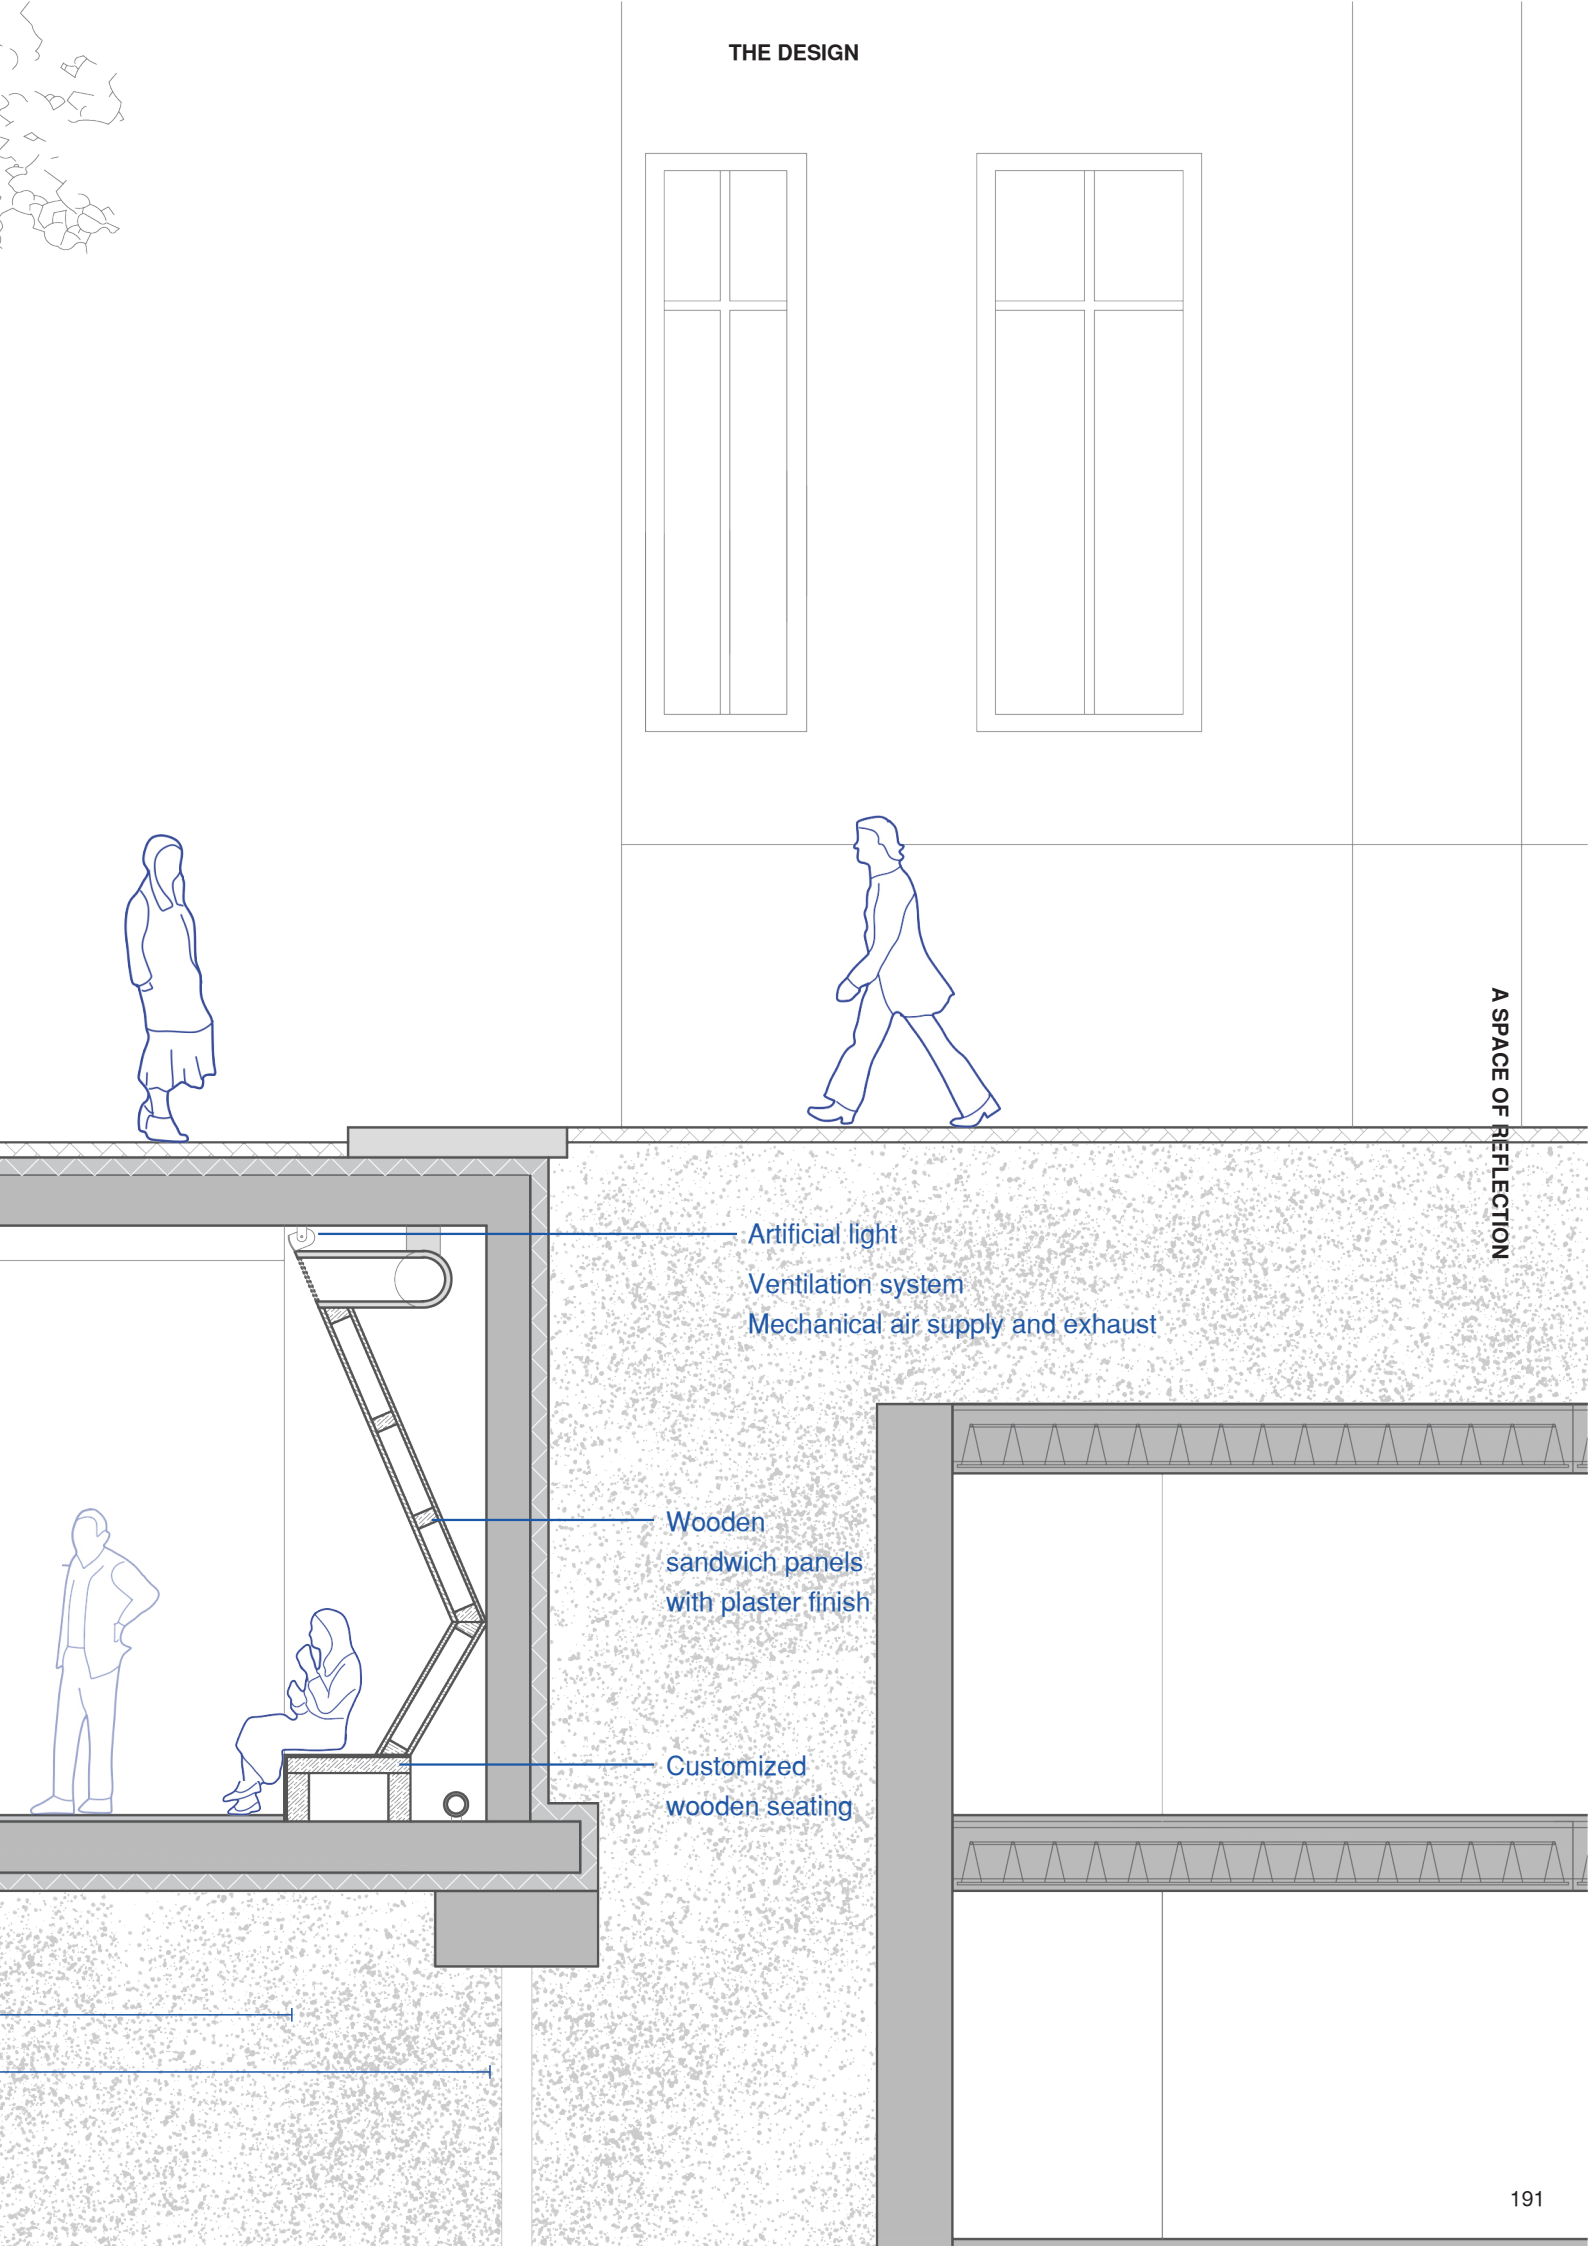 THE DESIGN
A SPACE OF REFLECTION
Artificial light
Ventilation system
Mechanical air supply and exhaust
Wooden
sandwich panels
with plaster finish
Customized
wooden seating
191